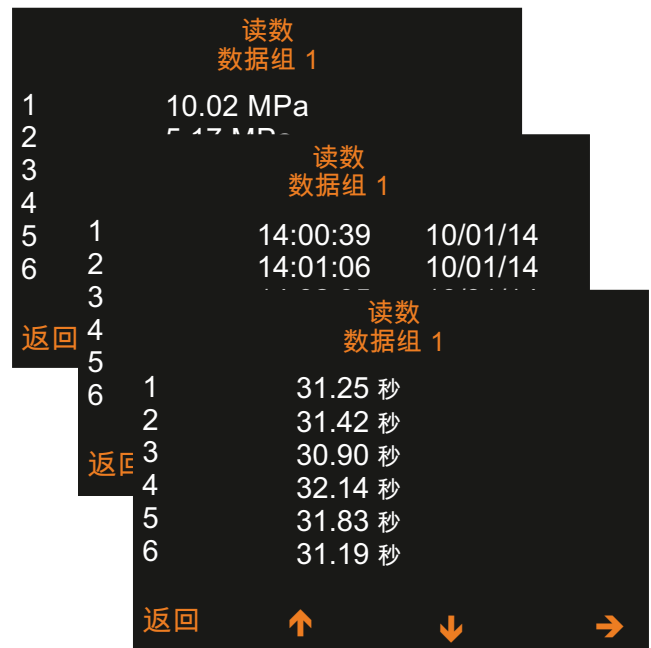 读数
数据组 1
1 10.02 MPa
2
3
4
5
6
返回
读数
数据组 1
1 14:00:39 10/01/14
2 14:01:06 10/01/14
3
4
5
6
返回
读数
数据组 1
1 31.25 秒
2 31.42 秒
3 30.90 秒
4 32.14 秒
5 31.83 秒
6 31.19 秒
返回